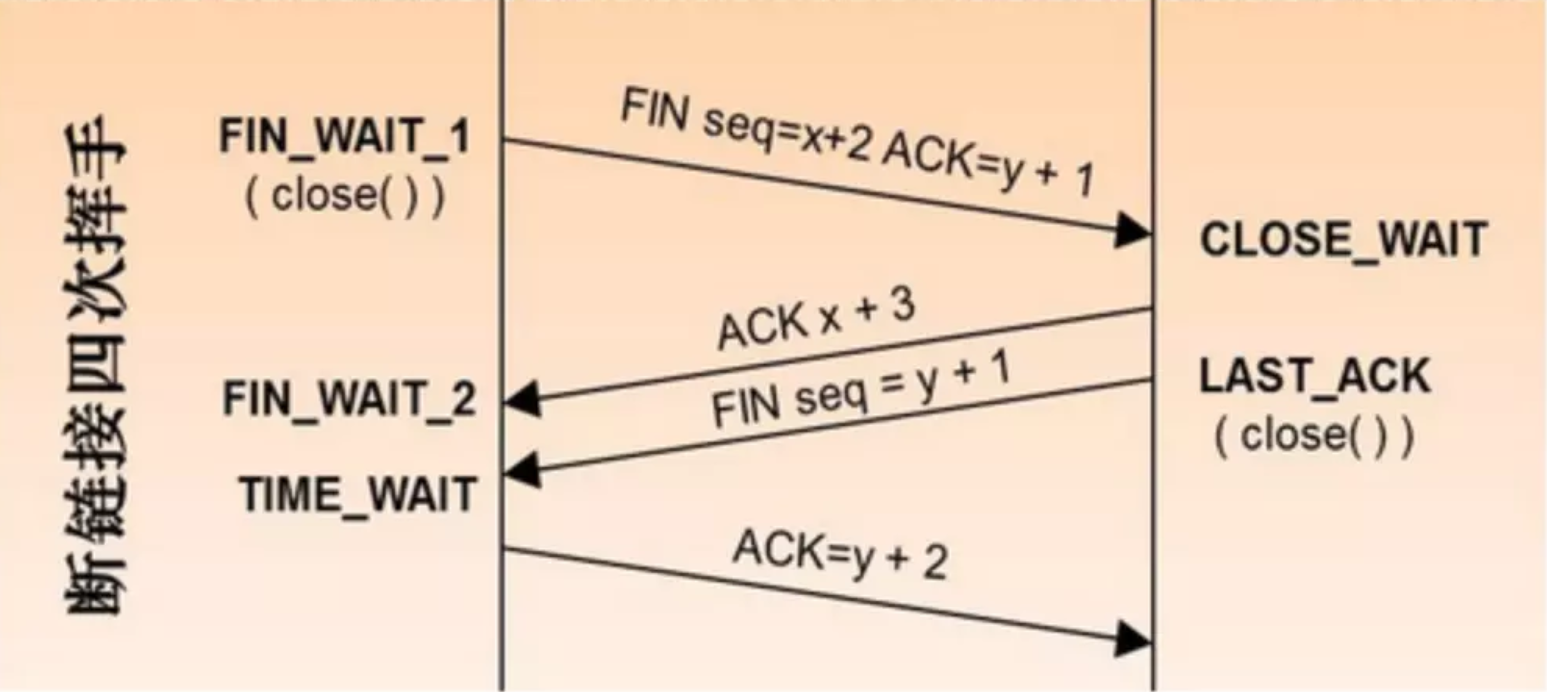 断链接四次挥手
FIN_WAIT_1
( close( ) )
FIN seq=x+2 ACK=y + 1
CLOSE_WAIT
ACK x + 3
FIN_WAIT_2
FIN seq = y + 1
LAST_ACK
( close( ) )
TIME_WAIT
ACK=y + 2